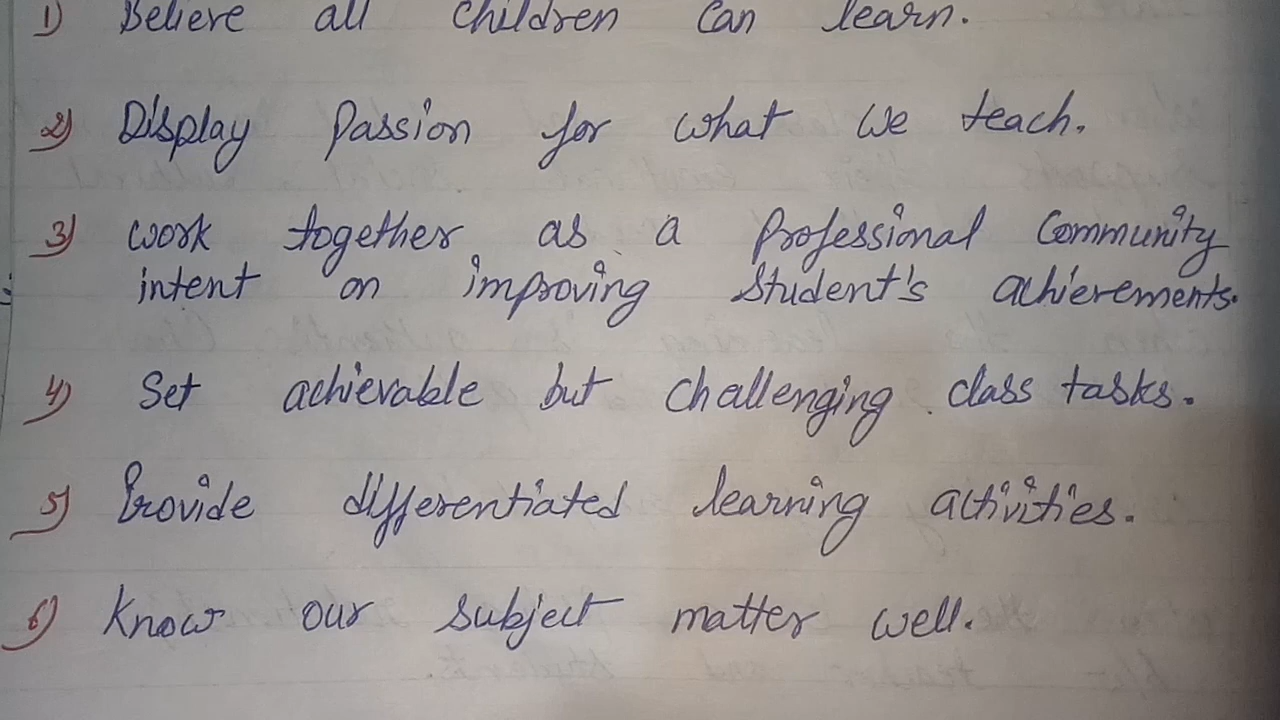 1) Believe all children can learn.
2) Display Passion for what we teach.
3) work together as a Professional Community
intent on improving student's achievements.
4) Set achievable but challenging class tasks.
5) Provide differentiated learning activities.
6) Know our subject matter well.